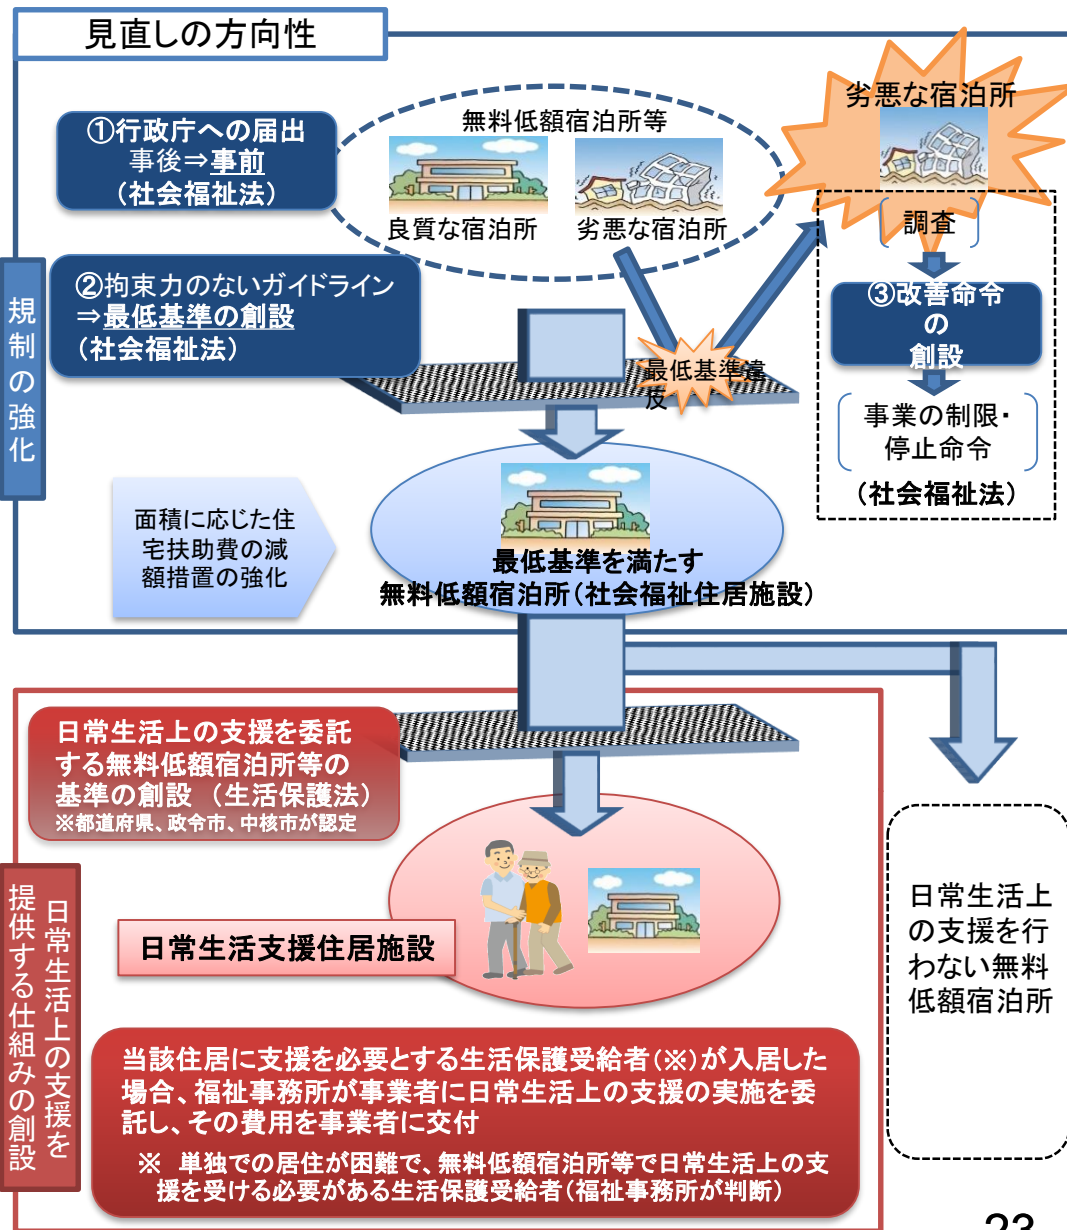 見直しの方向性
規制の強化
①行政庁への届出
事後⇒事前
(社会福祉法)
無料低額宿泊所等
良質な宿泊所
劣悪な宿泊所
劣悪な宿泊所
②拘束力のないガイドライン
⇒最低基準の創設
(社会福祉法)
最低基準違
反
調査
③改善命令
の
創設
事業の制限・
停止命令
(社会福祉法)
面積に応じた住
宅扶助費の減
額措置の強化
最低基準を満たす
無料低額宿泊所(社会福祉住居施設)
日常生活上の支援を
提供する仕組みの創設
日常生活上の支援を委託
する無料低額宿泊所等の
基準の創設 (生活保護法)
※都道府県、政令市、中核市が認定
日常生活支援住居施設
日常生活上
の支援を行
わない無料
低額宿泊所
当該住居に支援を必要とする生活保護受給者(※)が入居した
場合、福祉事務所が事業者に日常生活上の支援の実施を委
託し、その費用を事業者に交付
※ 単独での居住が困難で、無料低額宿泊所等で日常生活上の支
援を受ける必要がある生活保護受給者(福祉事務所が判断)
23